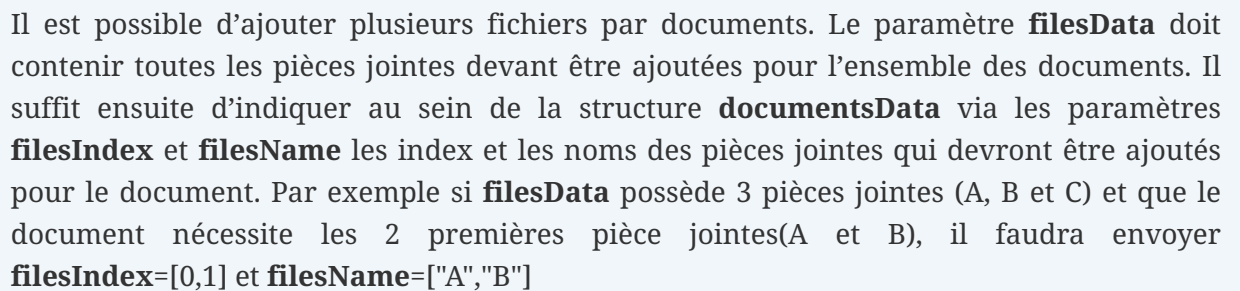 Il est possible d’ajouter plusieurs fichiers par documents. Le paramètre filesData doit
contenir toutes les pièces jointes devant être ajoutées pour l’ensemble des documents. Il
suffit ensuite d’indiquer au sein de la structure documentsData via les paramètres
filesIndex et filesName les index et les noms des pièces jointes qui devront être ajoutés
pour le document. Par exemple si filesData possède 3 pièces jointes (A, B et C) et que le
document nécessite les 2 premières pièce jointes(A et B), il faudra envoyer
filesIndex=[0,1] et filesName=["A","B"]